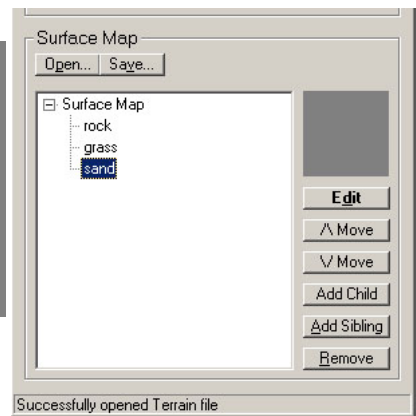 Surface Map
Open... Save...
Surface Map
rock
grass
sand
Edit
/\ Move
\/ Move
Add Child
Add Sibling
Remove
Successfully opened Terrain file